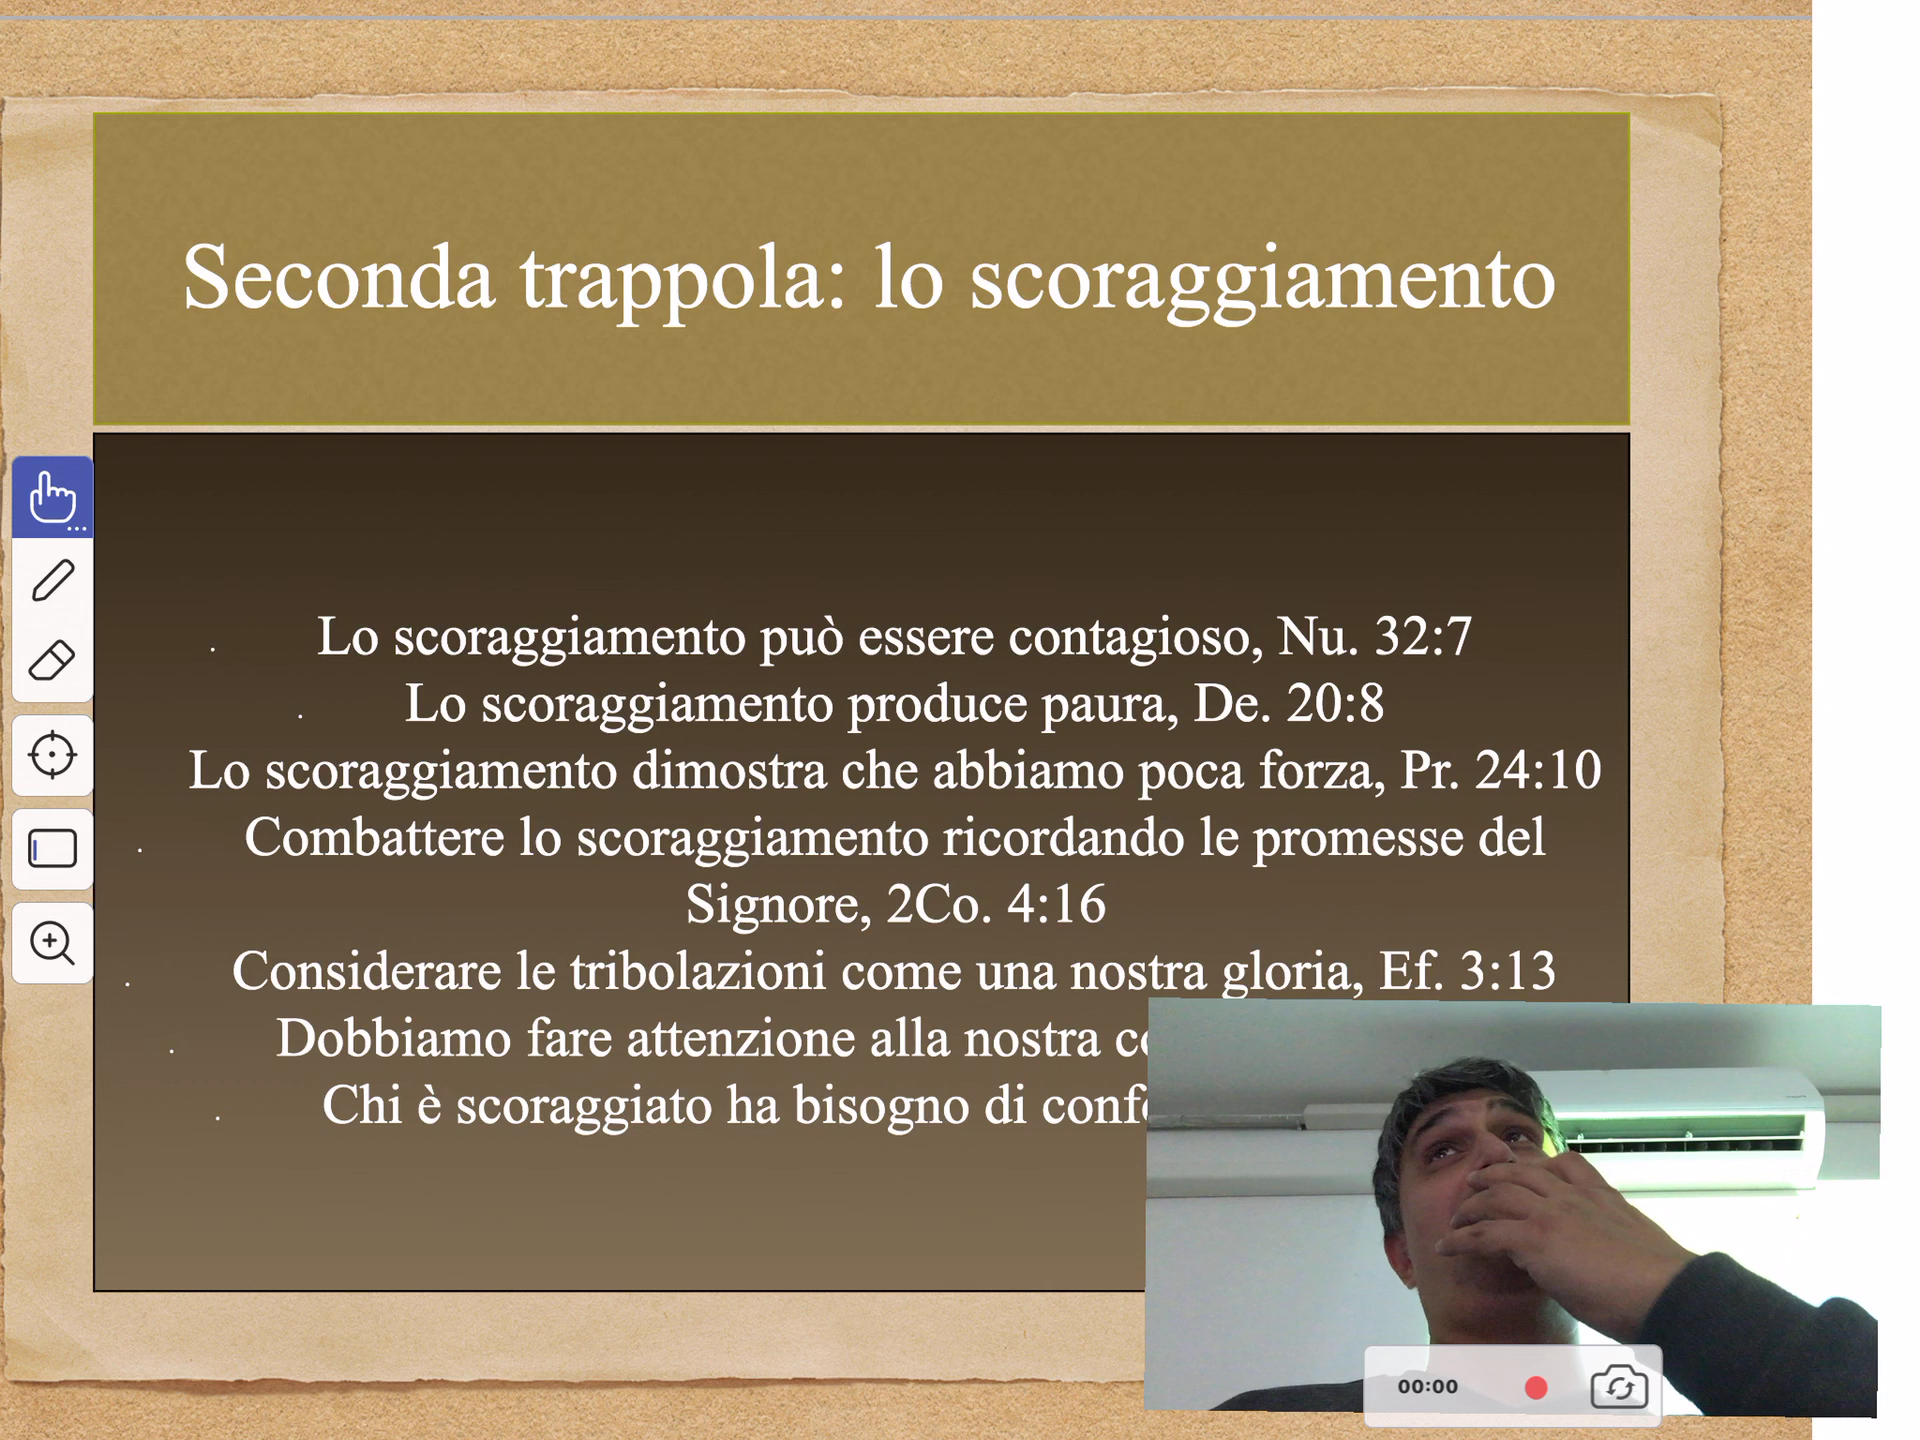 Seconda trappola: lo scoraggiamento
Lo scoraggiamento può essere contagioso, Nu. 32:7
Lo scoraggiamento produce paura, De. 20:8
Lo scoraggiamento dimostra che abbiamo poca forza, Pr. 24:10
Combattere lo scoraggiamento ricordando le promesse del
Signore, 2Co. 4:16
Considerare le tribolazioni come una nostra gloria, Ef. 3:13
Dobbiamo fare attenzione alla nostra
Chi è scoraggiato ha bisogno di
00:00